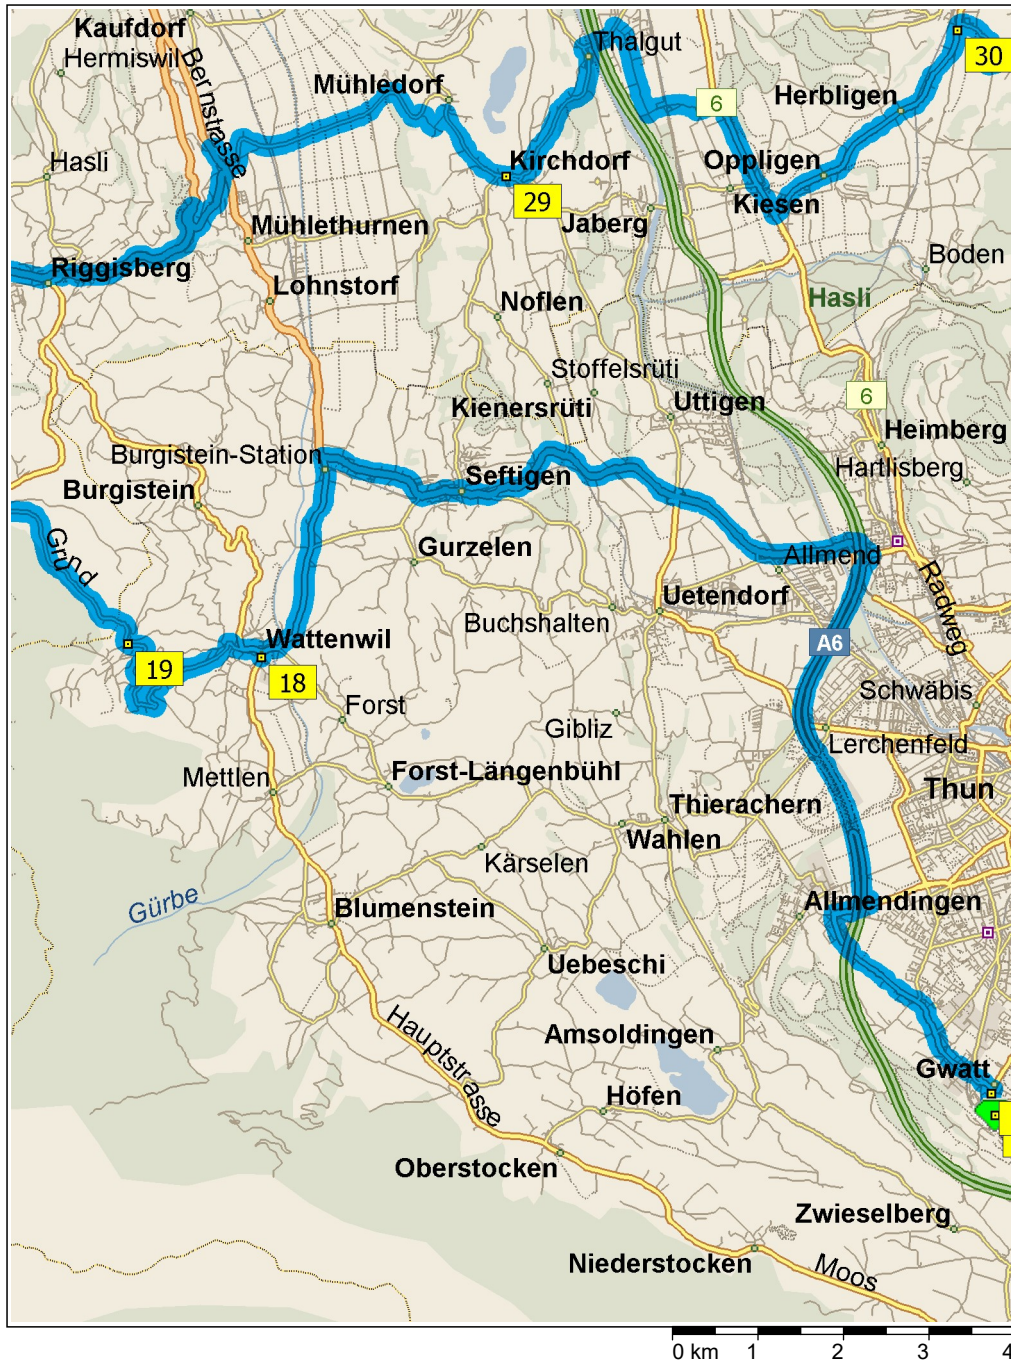 Kaufdorf
Hermiswil
Bernstrasse
Thalgut
30
Mühledorf
6
Herbligen
Hasli
Kirchdorf
Oppligen
29
Kiesen
Jaberg
Mühlethurnen
Boden
Riggisberg
Lohnstorf
Hasli
Noflen
Stoffelsrüti
Kienersrüti
6
Uttigen
Heimberg
Burgistein-Station
Hartlisberg
Seftigen
Burgistein
Grund
Gurzelen
Allmend
Radweg
Uetendorf
Buchshalten
Wattenwil
A6
19
18
Schwäbis
Forst
Gibliz
Lerchenfeld
Mettlen
Forst-Längenbühl
Thun
Thierachern
Wahlen
Kärselen
Gürbe
Blumenstein
Allmendingen
Uebeschi
Hauptstrasse
Amsoldingen
Gwatt
Höfen
Oberstocken
Zwieselberg
Niederstocken
Moos
0 km 1 2 3 4